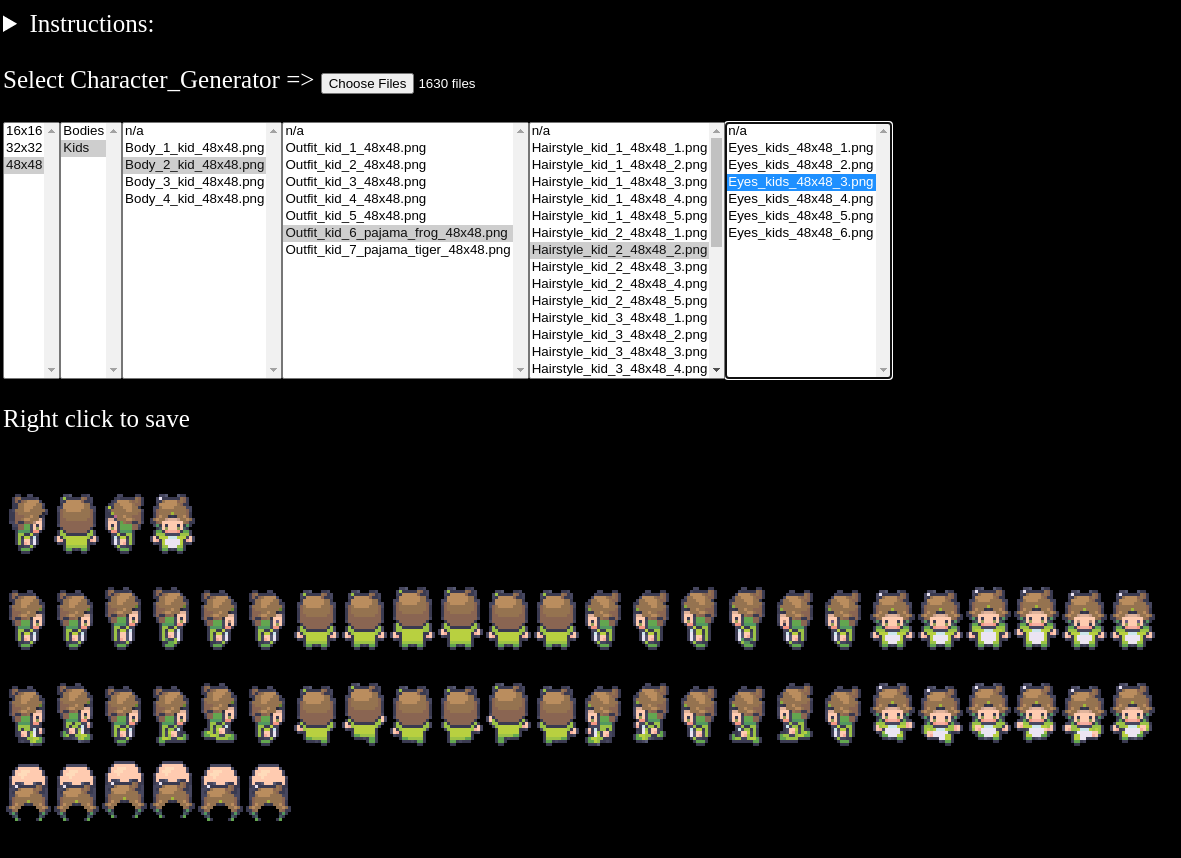 Instructions:
Select Character_Generator => Choose Files 1630 files
16x16 Bodies n/a n/a n/a n/a
32x32 Kids Body_1_kid_48x48.png Outfit_kid_1_48x48.png Hairstyle_kid_1_48x48_1.png Eyes_kids_48x48_1.png
48x48 Body_2_kid_48x48.png Outfit_kid_2_48x48.png Hairstyle_kid_1_48x48_2.png Eyes_kids_48x48_2.png
Body_3_kid_48x48.png Outfit_kid_3_48x48.png Hairstyle_kid_1_48x48_3.png Eyes_kids_48x48_3.png
Body_4_kid_48x48.png Outfit_kid_4_48x48.png Hairstyle_kid_1_48x48_4.png Eyes_kids_48x48_4.png
Outfit_kid_5_48x48.png Hairstyle_kid_1_48x48_5.png Eyes_kids_48x48_5.png
Outfit_kid_6_pajama_frog_48x48.png Hairstyle_kid_2_48x48_1.png Eyes_kids_48x48_6.png
Outfit_kid_7_pajama_tiger_48x48.png Hairstyle_kid_2_48x48_2.png
Hairstyle_kid_2_48x48_3.png
Hairstyle_kid_2_48x48_4.png
Hairstyle_kid_2_48x48_5.png
Hairstyle_kid_3_48x48_1.png
Hairstyle_kid_3_48x48_2.png
Hairstyle_kid_3_48x48_3.png
Hairstyle_kid_3_48x48_4.png
Right click to save